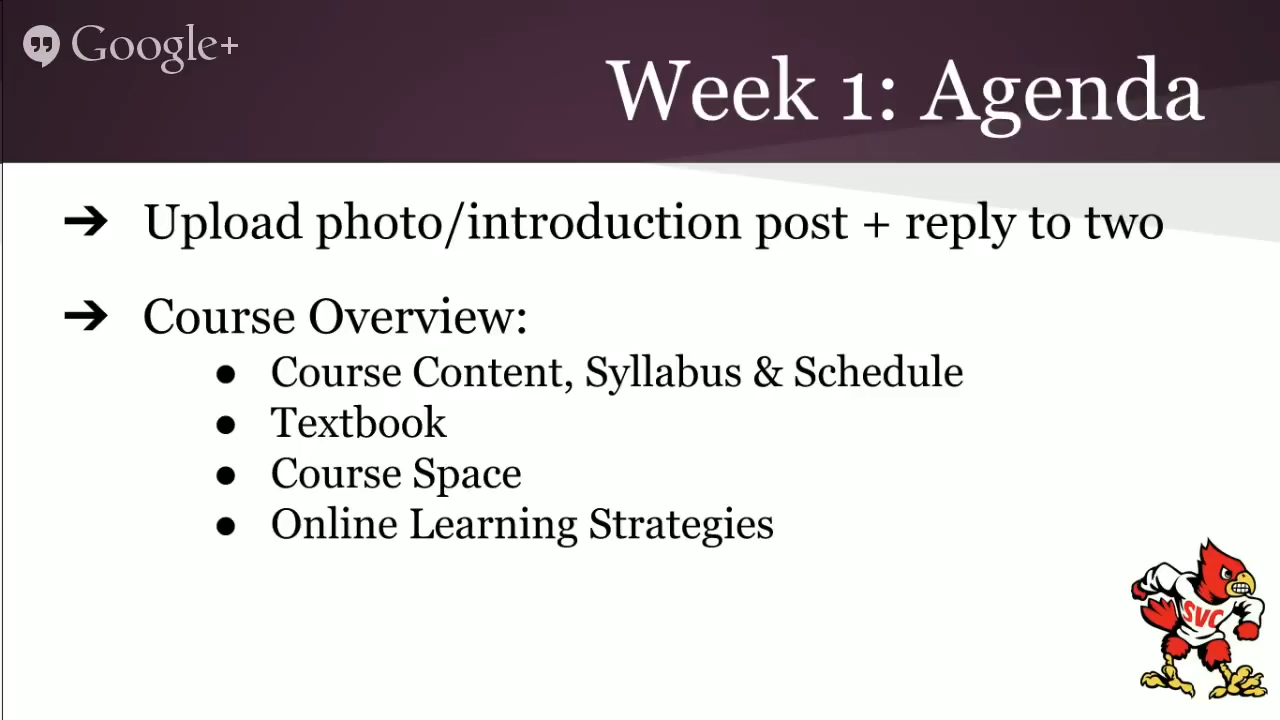 Google+
Week 1: Agenda
➔ Upload photo/introduction post + reply to two
➔ Course Overview:
● Course Content, Syllabus & Schedule
● Textbook
● Course Space
● Online Learning Strategies
SVC